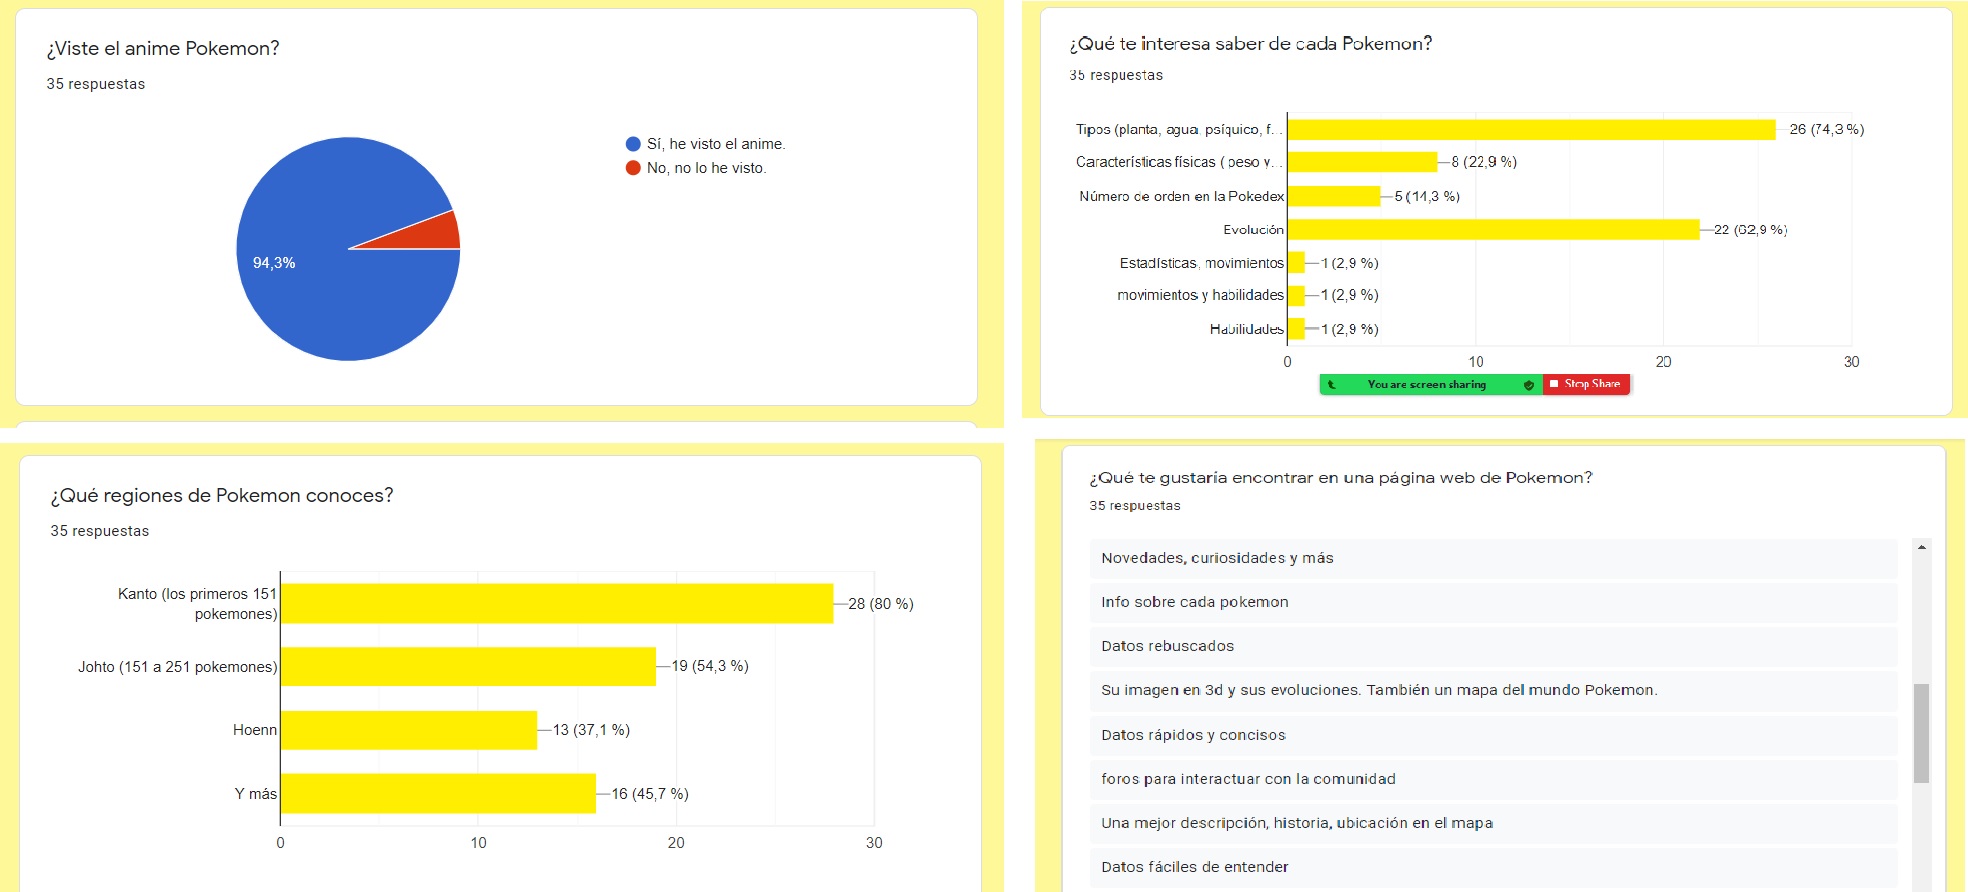 ¿Viste el anime Pokemon?
35 respuestas
Sí, he visto el anime.
No, no lo he visto.
94,3%
¿Qué te interesa saber de cada Pokemon?
35 respuestas
Tipos (planta, agua, psíquico, f...
26 (74,3 %)
Características físicas ( peso y...
8 (22,9 %)
Número de orden en la Pokedex
5 (14,3 %)
Evolución
22 (62,9 %)
Estadísticas, movimientos
1 (2,9 %)
movimientos y habilidades
1 (2,9 %)
Habilidades
1 (2,9 %)
0 10 20 30
You are screen sharing
Stop Share
¿Qué regiones de Pokemon conoces?
35 respuestas
Kanto (los primeros 151
pokemones)
28 (80 %)
Johto (151 a 251 pokemones)
19 (54,3 %)
Hoenn
13 (37,1 %)
Y más
16 (45,7 %)
0 10 20 30
¿Qué te gustaría encontrar en una página web de Pokemon?
35 respuestas
Novedades, curiosidades y más
Info sobre cada pokemon
Datos rebuscados
Su imagen en 3d y sus evoluciones. También un mapa del mundo Pokemon.
Datos rápidos y concisos
foros para interactuar con la comunidad
Una mejor descripción, historia, ubicación en el mapa
Datos fáciles de entender